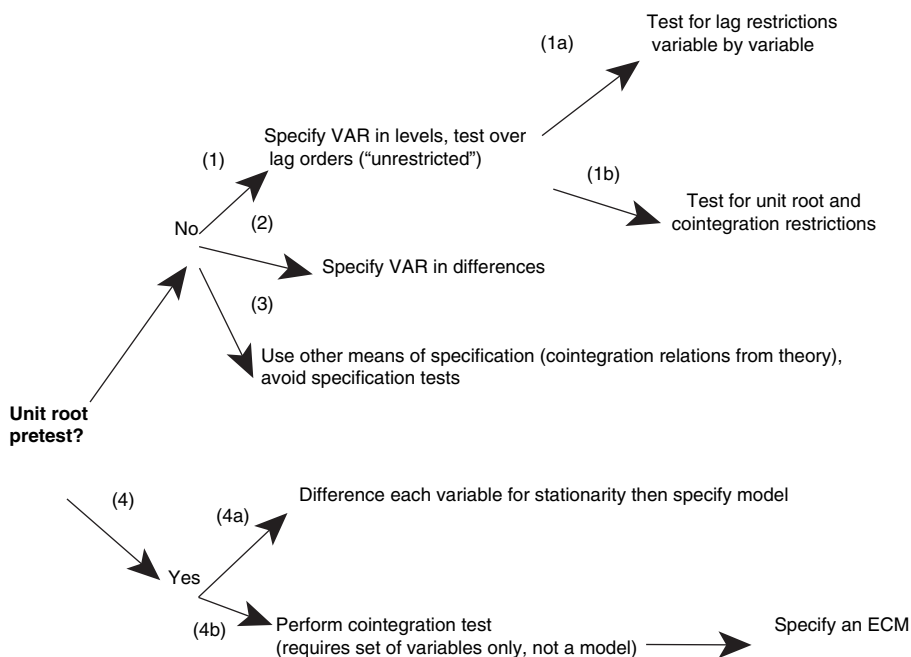 (1a)
Test for lag restrictions
variable by variable
(1)
Specify VAR in levels, test over
lag orders (“unrestricted”)
(1b)
Test for unit root and
cointegration restrictions
No
(2)
Specify VAR in differences
(3)
Use other means of specification (cointegration relations from theory),
avoid specification tests
Unit root
pretest?
(4)
(4a)
Difference each variable for stationarity then specify model
Yes
(4b)
Perform cointegration test
(requires set of variables only, not a model)
Specify an ECM